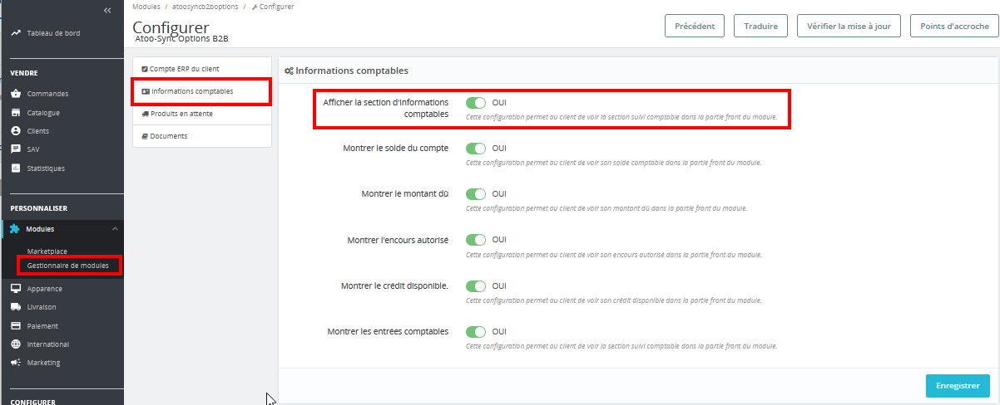 «
Modules / atoosyncb2boptions / Configurer
Configurer
Atoo-Sync Options B2B
Précédent
Traduire
Vérifier la mise à jour
Points d'accroche
Tableau de bord
VENDRE
Commandes
Catalogue
Clients
SAV
Statistiques
PERSONNALISER
Modules
Marketplace
Gestionnaire de modules
Apparence
Livraison
Paiement
International
Marketing
CONFIGURER
Compte ERP du client
Informations comptables
Produits en attente
Documents
Informations comptables
Afficher la section d'informations
comptables
OUI
Cette configuration permet au client de voir la section suivi comptable dans la partie front du module.
Montrer le solde du compte
OUI
Cette configuration permet au client de voir son solde comptable dans la partie front du module.
Montrer le montant dû
OUI
Cette configuration permet au client de voir son montant dû dans la partie front du module.
Montrer l'encours autorisé
OUI
Cette configuration permet au client de voir son encours autorisé dans la partie front du module.
Montrer le crédit disponible.
OUI
Cette configuration permet au client de voir son crédit disponible dans la partie front du module.
Montrer les entrées comptables
OUI
Cette configuration permet au client de voir la section suivi comptable dans la partie front du module.
Enregistrer